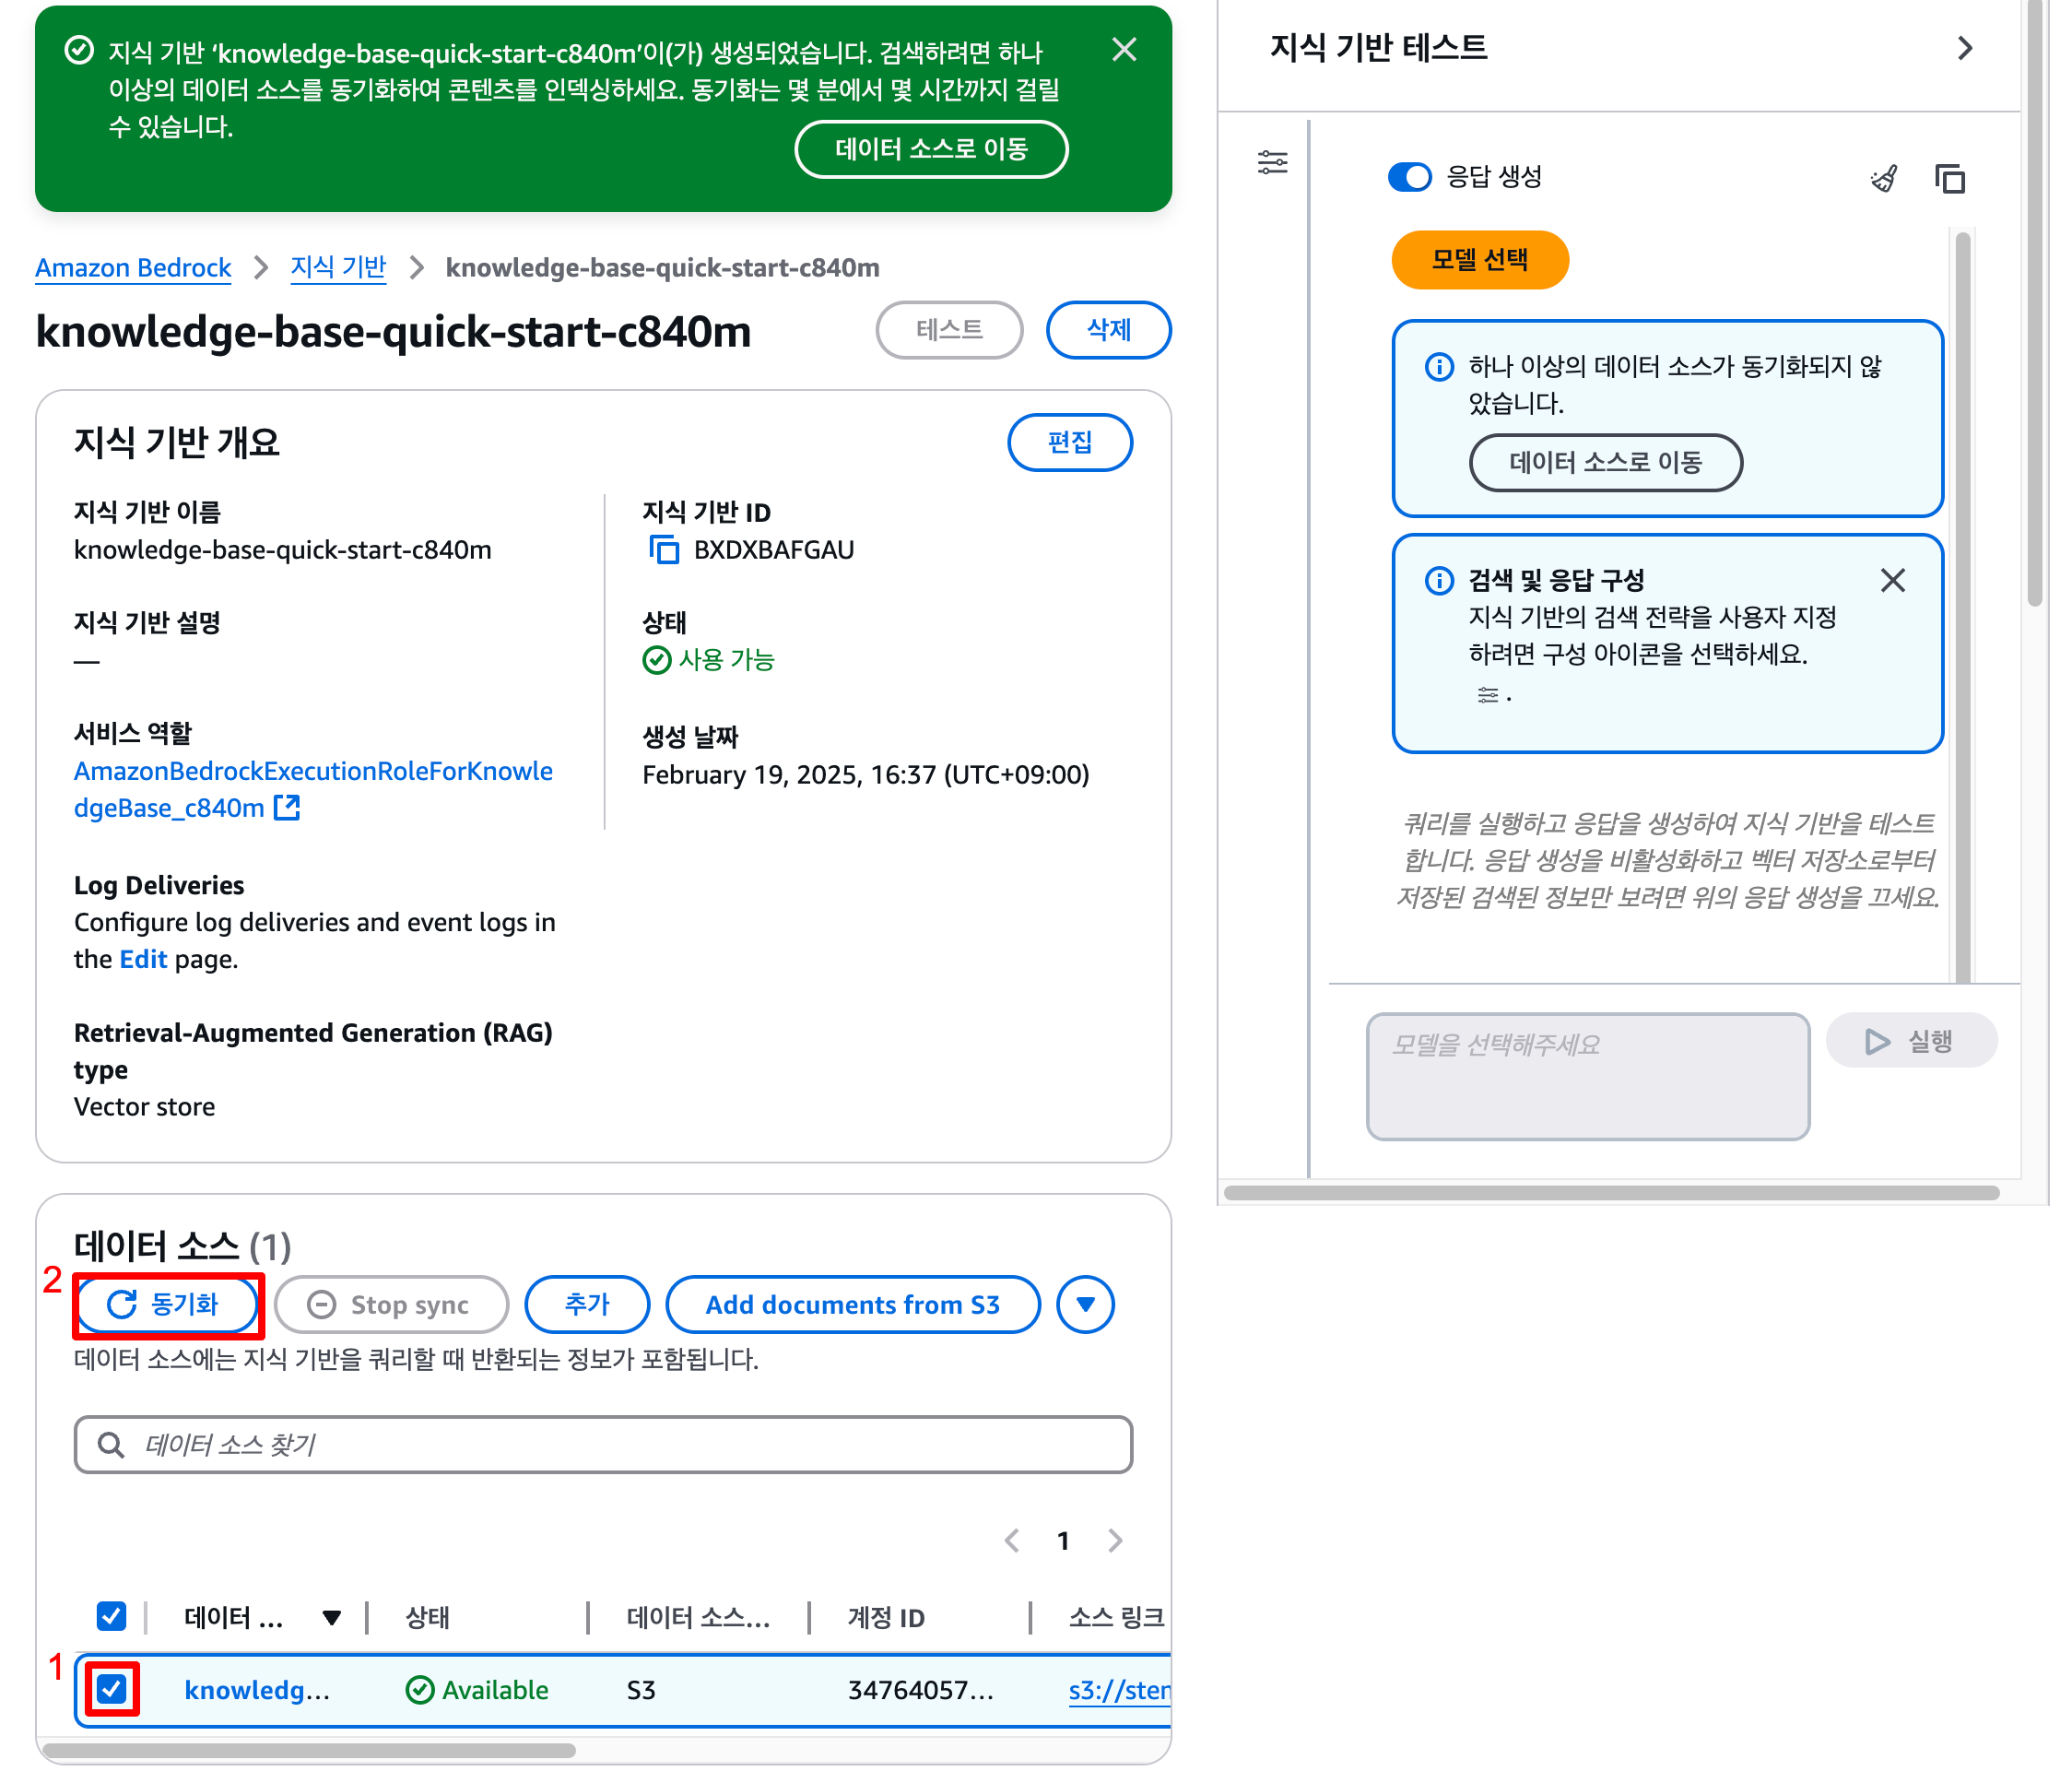 지식 기반 ‘knowledge-base-quick-start-c840m’이(가) 생성되었습니다. 검색하려면 하나
이상의 데이터 소스를 동기화하여 콘텐츠를 인덱싱하세요. 동기화는 몇 분에서 몇 시간까지 걸릴
수 있습니다.
데이터 소스로 이동
Amazon Bedrock
지식 기반
knowledge-base-quick-start-c840m
knowledge-base-quick-start-c840m
테스트
삭제
지식 기반 개요
편집
지식 기반 이름
knowledge-base-quick-start-c840m
지식 기반 설명
—
서비스 역할
AmazonBedrockExecutionRoleForKnowle
dgeBase_c840m
Log Deliveries
Configure log deliveries and event logs in
the Edit page.
Retrieval-Augmented Generation (RAG)
type
Vector store
지식 기반 ID
BXDXBAFGAU
상태
사용 가능
생성 날짜
February 19, 2025, 16:37 (UTC+09:00)
데이터 소스 (1)
2
동기화
Stop sync
추가
Add documents from S3
데이터 소스에는 지식 기반을 쿼리할 때 반환되는 정보가 포함됩니다.
데이터 소스 찾기
1
데이터 ...
상태
데이터 소스...
계정 ID
소스 링크
1
knowledg...
Available
S3
34764057...
s3://sten
지식 기반 테스트
응답 생성
모델 선택
하나 이상의 데이터 소스가 동기화되지 않
았습니다.
데이터 소스로 이동
검색 및 응답 구성
지식 기반의 검색 전략을 사용자 지정
하려면 구성 아이콘을 선택하세요.
.
쿼리를 실행하고 응답을 생성하여 지식 기반을 테스트
합니다. 응답 생성을 비활성화하고 벡터 저장소로부터
저장된 검색된 정보만 보려면 위의 응답 생성을 끄세요.
모델을 선택해주세요
실행